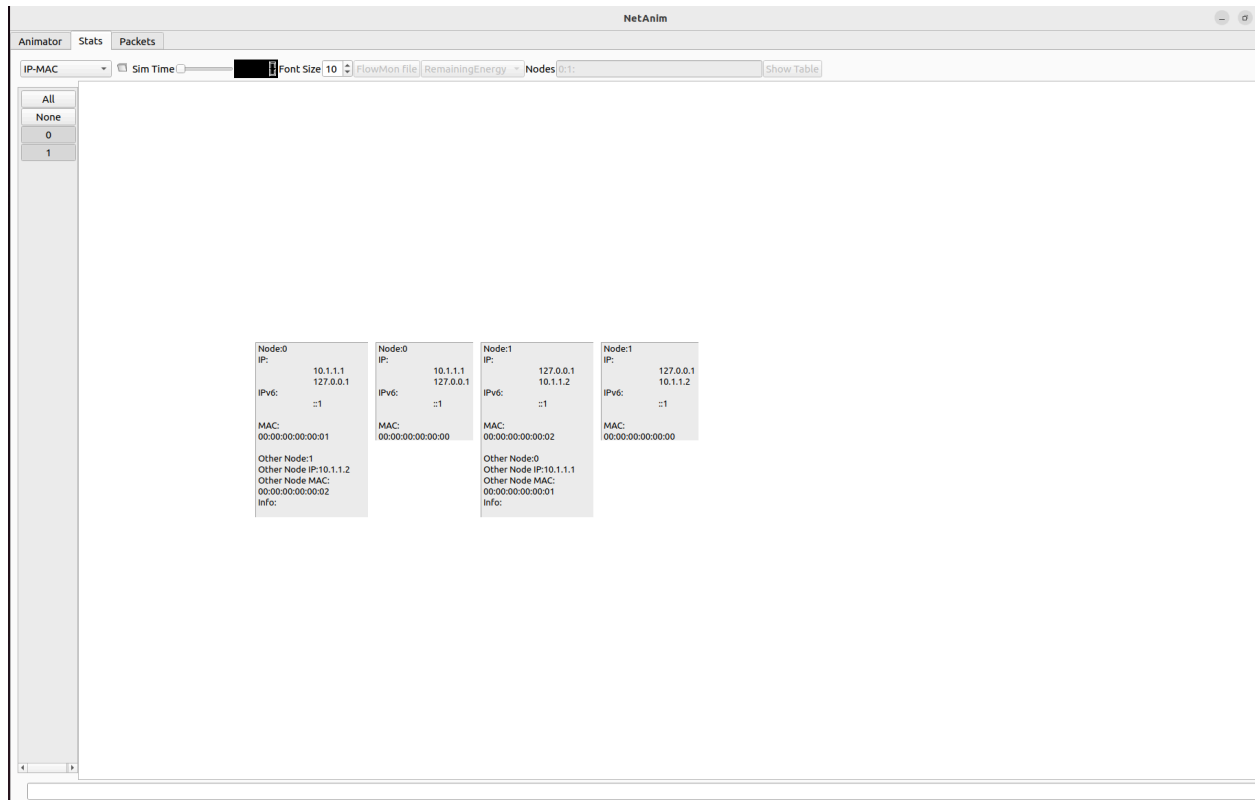 NetAnim
Animator Stats Packets
IP-MAC Sim Time Font Size 10 FlowMon file RemainingEnergy Nodes 0:1: Show Table
All
None
0
1
Node:0
IP:
10.1.1.1
127.0.0.1
IPv6:
::1
MAC:
00:00:00:00:00:01
Other Node:1
Other Node IP:10.1.1.2
Other Node MAC:
00:00:00:00:00:02
Info:
Node:0
IP:
10.1.1.1
127.0.0.1
IPv6:
::1
MAC:
00:00:00:00:00:00
Node:1
IP:
127.0.0.1
10.1.1.2
IPv6:
::1
MAC:
00:00:00:00:00:02
Other Node:0
Other Node IP:10.1.1.1
Other Node MAC:
00:00:00:00:00:01
Info:
Node:1
IP:
127.0.0.1
10.1.1.2
IPv6:
::1
MAC:
00:00:00:00:00:00